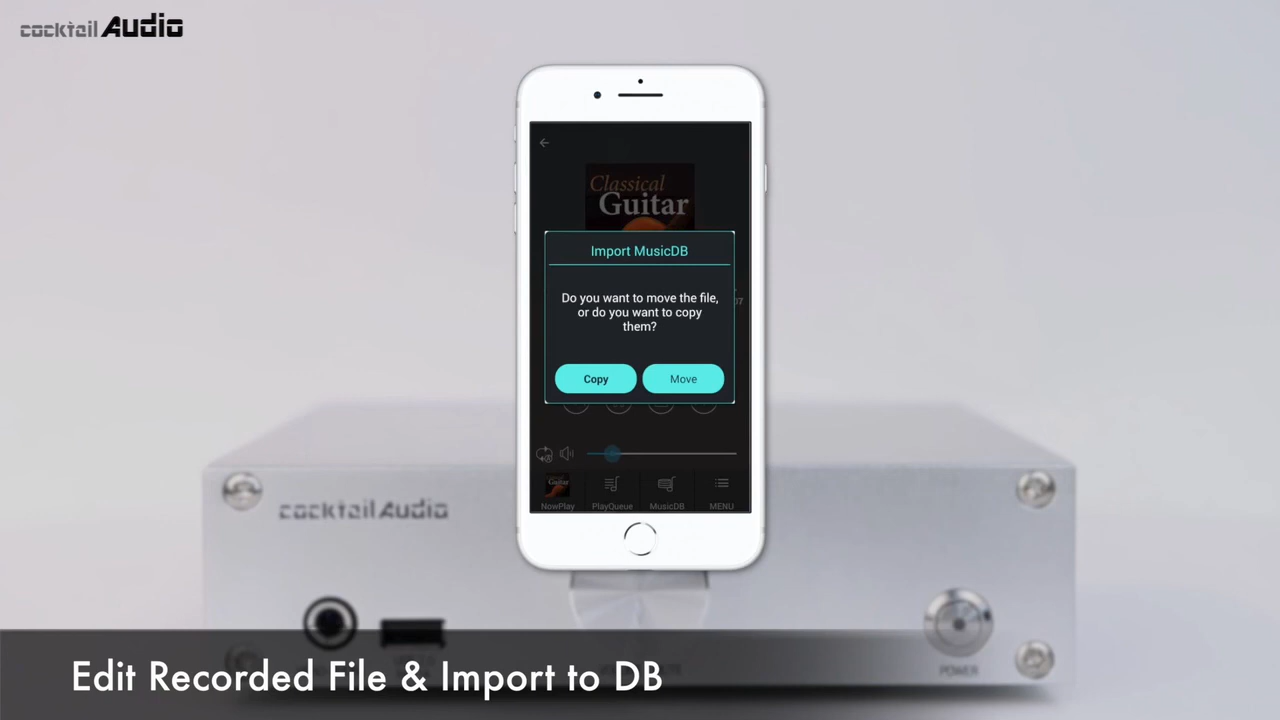 cocktail Audio
Classical
Guitar
Import MusicDB
Do you want to move the file,
or do you want to copy
them?
Copy
Move
Guitar
NowPlay
PlayQueue
MusicDB
MENU
cocktail Audio
POWER
Edit Recorded File & Import to DB